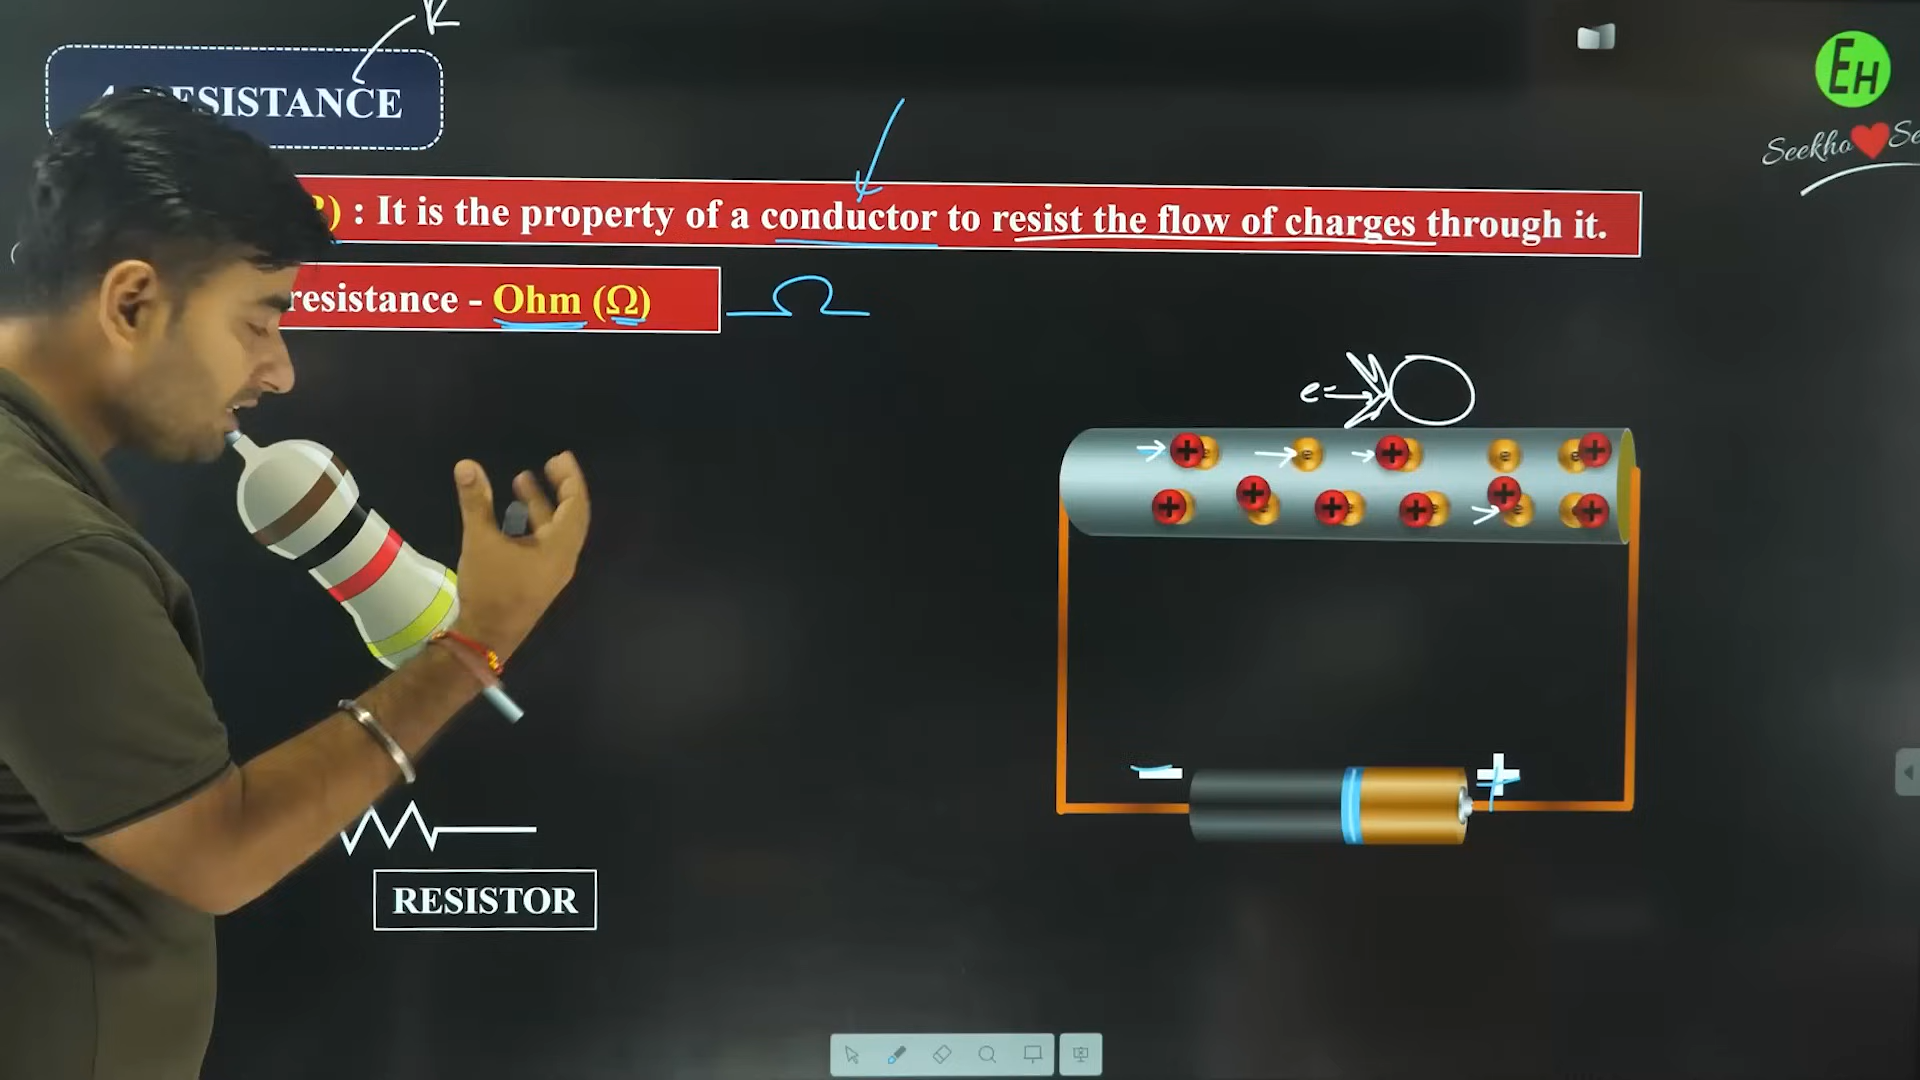 R
RESISTANCE
EH
Seekho
) : It is the property of a conductor to resist the flow of charges through it.
resistance - Ohm (Ω)
Ω
e-
+ e e + e e e +
+ + e + e + e + e e +
- +
RESISTOR